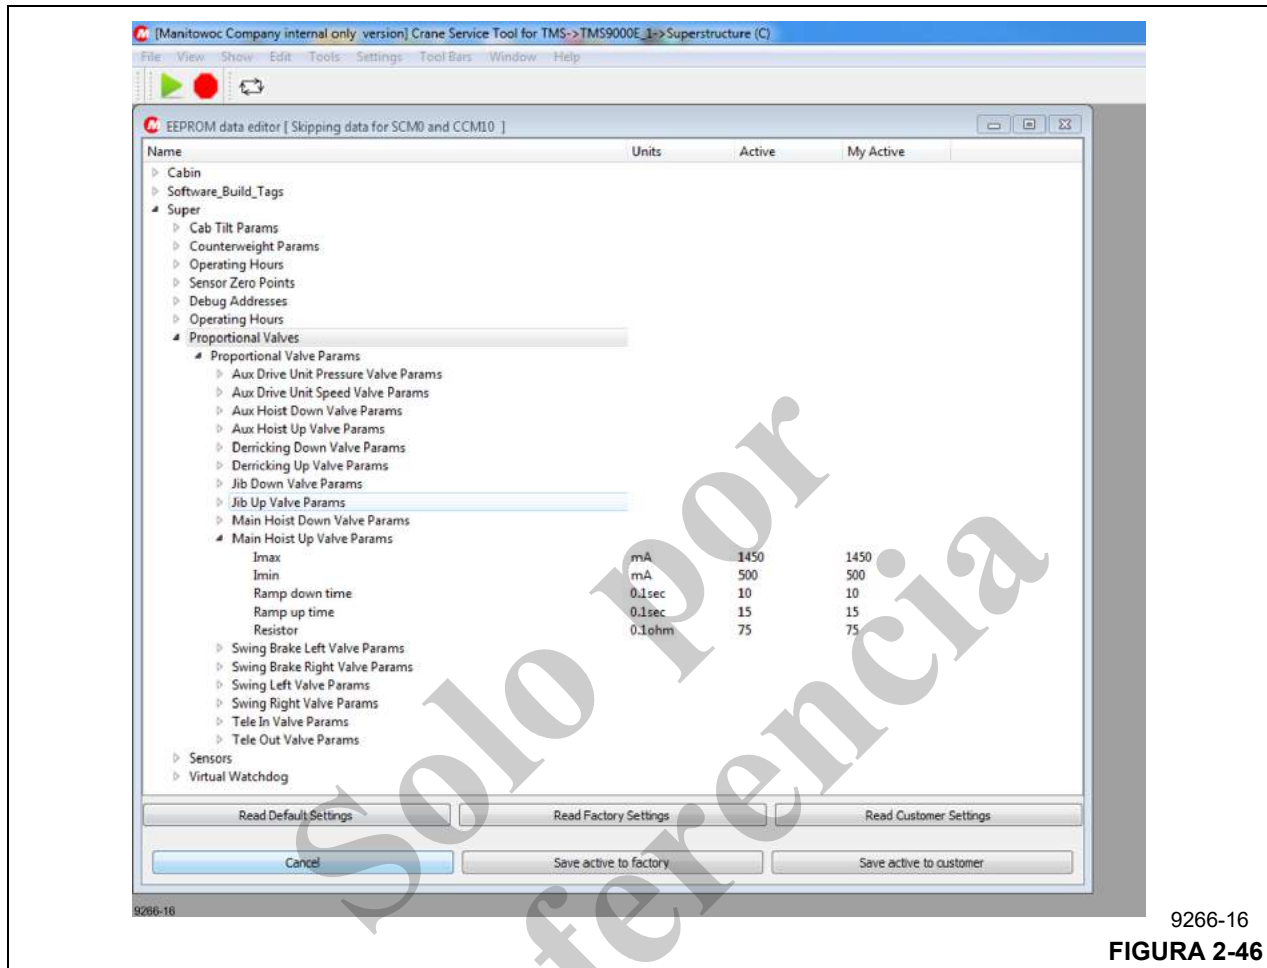 [Manitowoc Company internal only version] Crane Service Tool for TMS->TMS9000E_1->Superstructure (C)
File View Show Edit Tools Settings Tool Bars Window Help
EEPROM data editor [ Skipping data for SCM0 and CCM10 ]
Name Units Active My Active
Cabin
Software_Build_Tags
Super
Cab Tilt Params
Counterweight Params
Operating Hours
Sensor Zero Points
Debug Addresses
Operating Hours
Proportional Valves
Proportional Valve Params
Aux Drive Unit Pressure Valve Params
Aux Drive Unit Speed Valve Params
Aux Hoist Down Valve Params
Aux Hoist Up Valve Params
Derricking Down Valve Params
Derricking Up Valve Params
Jib Down Valve Params
Jib Up Valve Params
Main Hoist Down Valve Params
Main Hoist Up Valve Params
Imax mA 1450 1450
Imin mA 500 500
Ramp down time 0.1sec 10 10
Ramp up time 0.1sec 15 15
Resistor 0.1ohm 75 75
Swing Brake Left Valve Params
Swing Brake Right Valve Params
Swing Left Valve Params
Swing Right Valve Params
Tele In Valve Params
Tele Out Valve Params
Sensors
Virtual Watchdog
Read Default Settings Read Factory Settings Read Customer Settings
Cancel Save active to factory Save active to customer
9266-16
9266-16
FIGURA 2-46
Solo por
ferencia